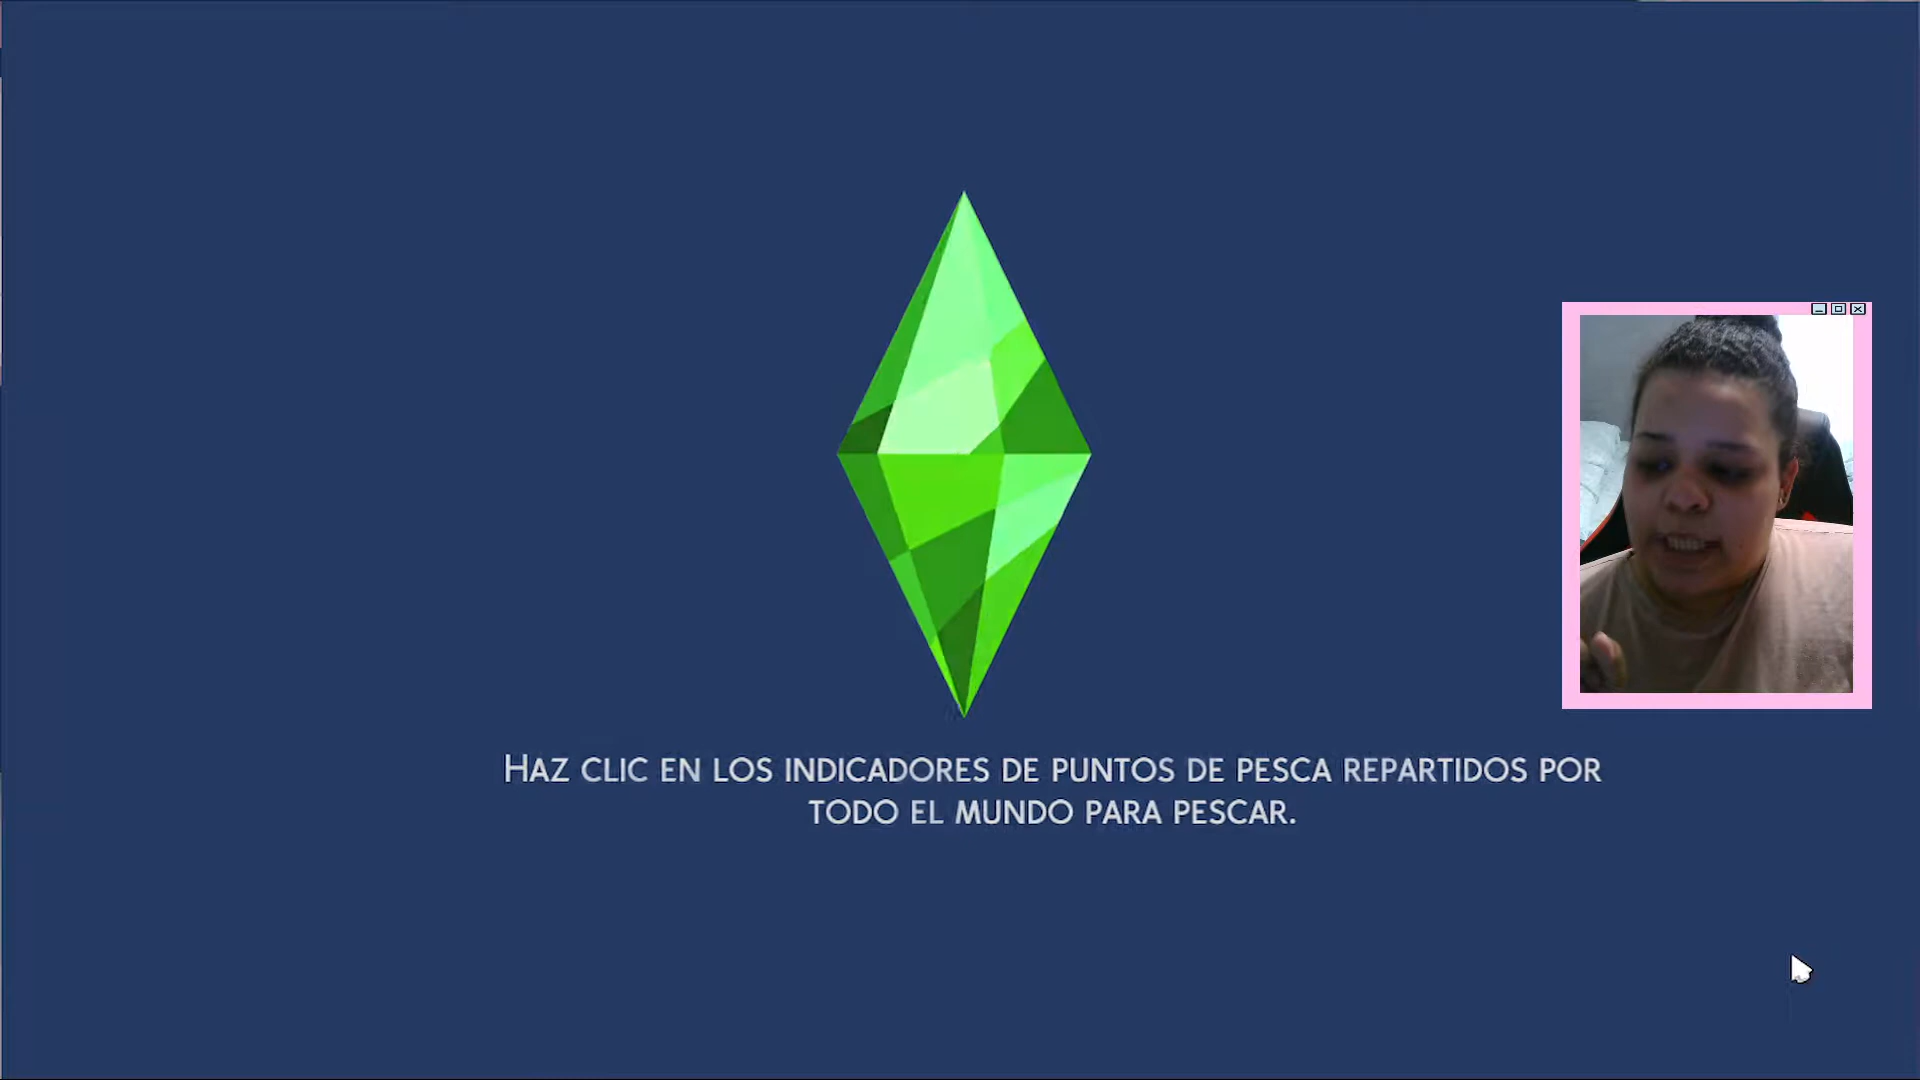 HAZ CLIC EN LOS INDICADORES DE PUNTOS DE PESCA REPARTIDOS POR
TODO EL MUNDO PARA PESCAR.